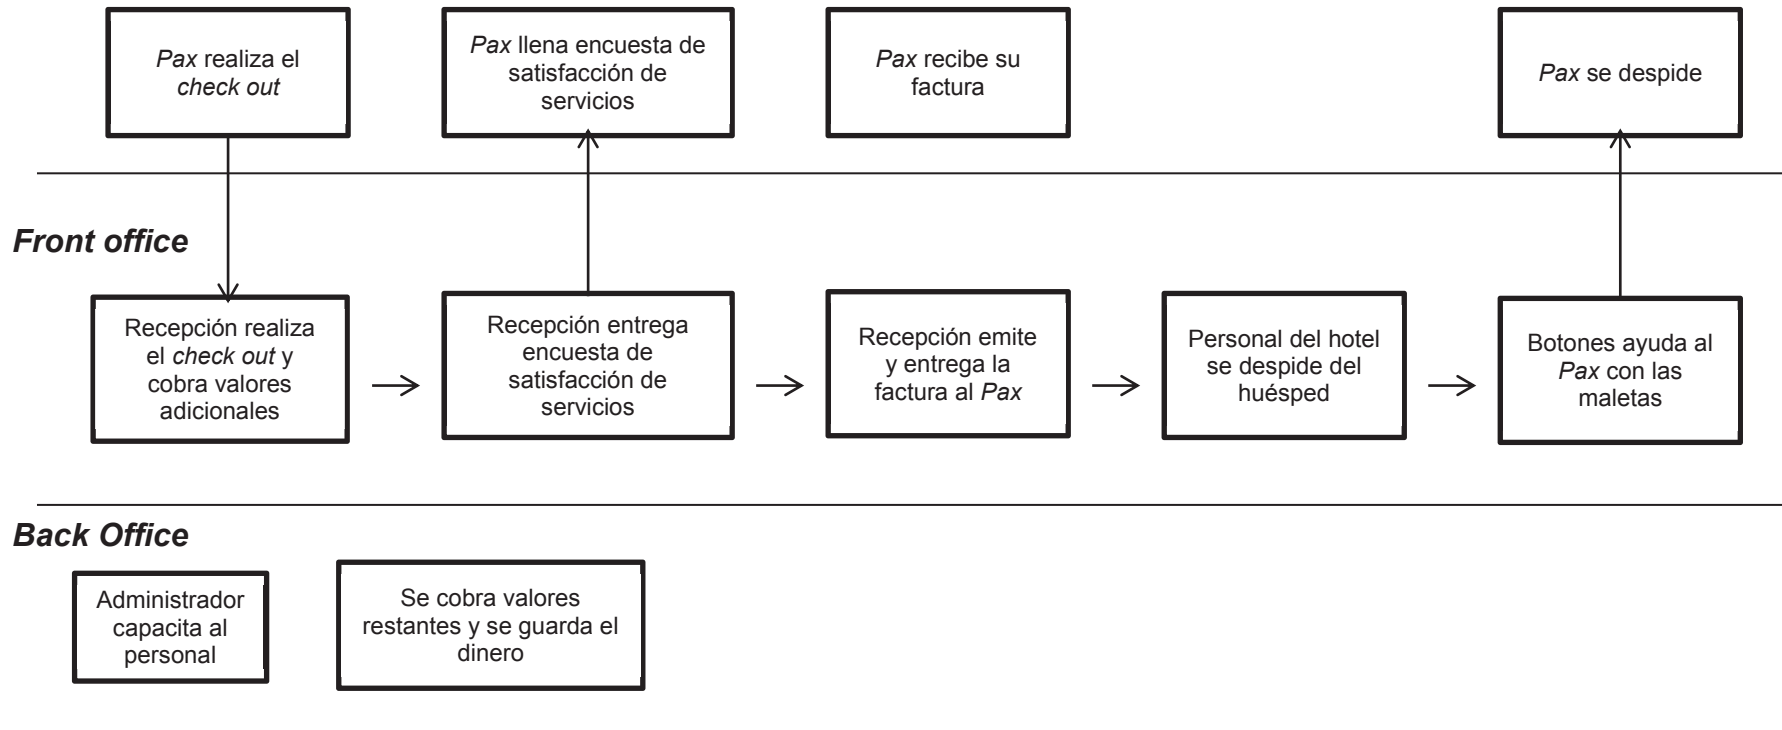 Pax realiza el
check out
Pax llena encuesta de
satisfacción de
servicios
Pax recibe su
factura
Pax se despide
Front office
Recepción realiza
el check out y
cobra valores
adicionales
Recepción entrega
encuesta de
satisfacción de
servicios
Recepción emite
y entrega la
factura al Pax
Personal del hotel
se despide del
huésped
Botones ayuda al
Pax con las
maletas
Back Office
Administrador
capacita al
personal
Se cobra valores
restantes y se guarda el
dinero